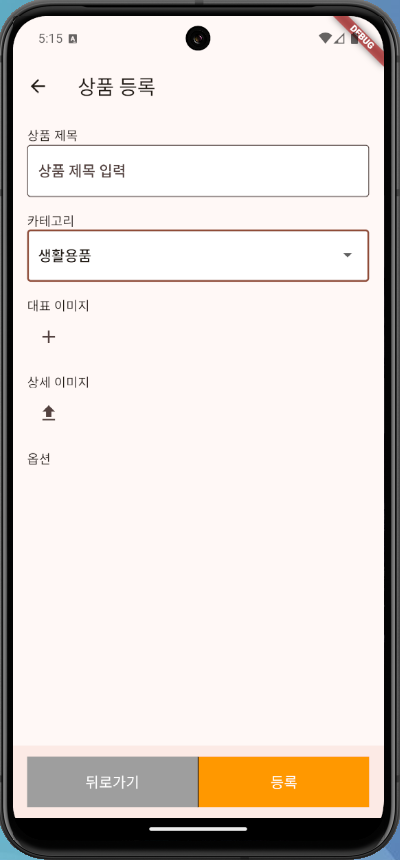 5:15 A
DEBUG
상품 등록
상품 제목
상품 제목 입력
카테고리
생활용품
대표 이미지
상세 이미지
옵션
뒤로가기 등록